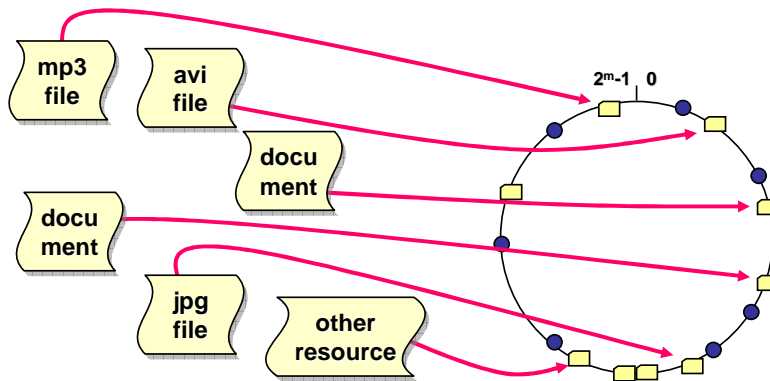 mp3
file
avi
file
docu
ment
2ᵐ-1 0
docu
ment
jpg
file
other
resource